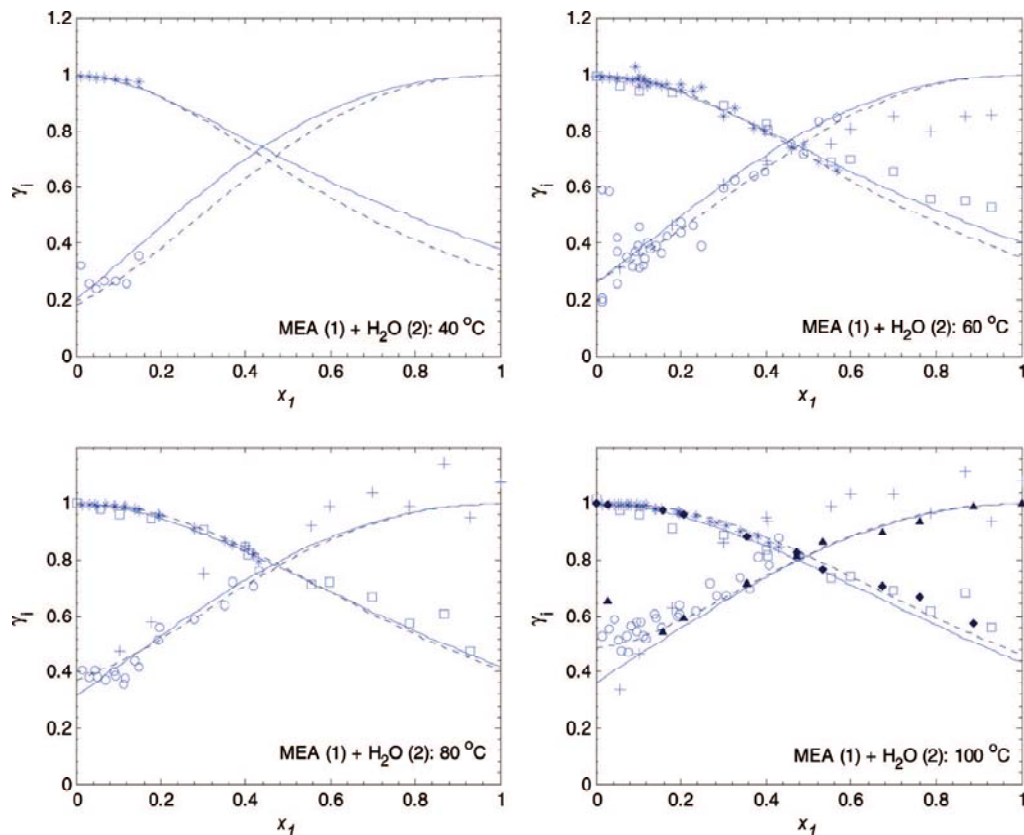 1.2
1
0.8
0.6
0.4
0.2
0
γi
0 0.2 0.4 0.6 0.8 1
x1
MEA (1) + H2O (2): 40 °C
1.2
1
0.8
0.6
0.4
0.2
0
γi
0 0.2 0.4 0.6 0.8 1
x1
MEA (1) + H2O (2): 60 °C
1
0.8
0.6
0.4
0.2
0
γi
0 0.2 0.4 0.6 0.8 1
x1
MEA (1) + H2O (2): 80 °C
1
0.8
0.6
0.4
0.2
0
γi
0 0.2 0.4 0.6 0.8 1
x1
MEA (1) + H2O (2): 100 °C